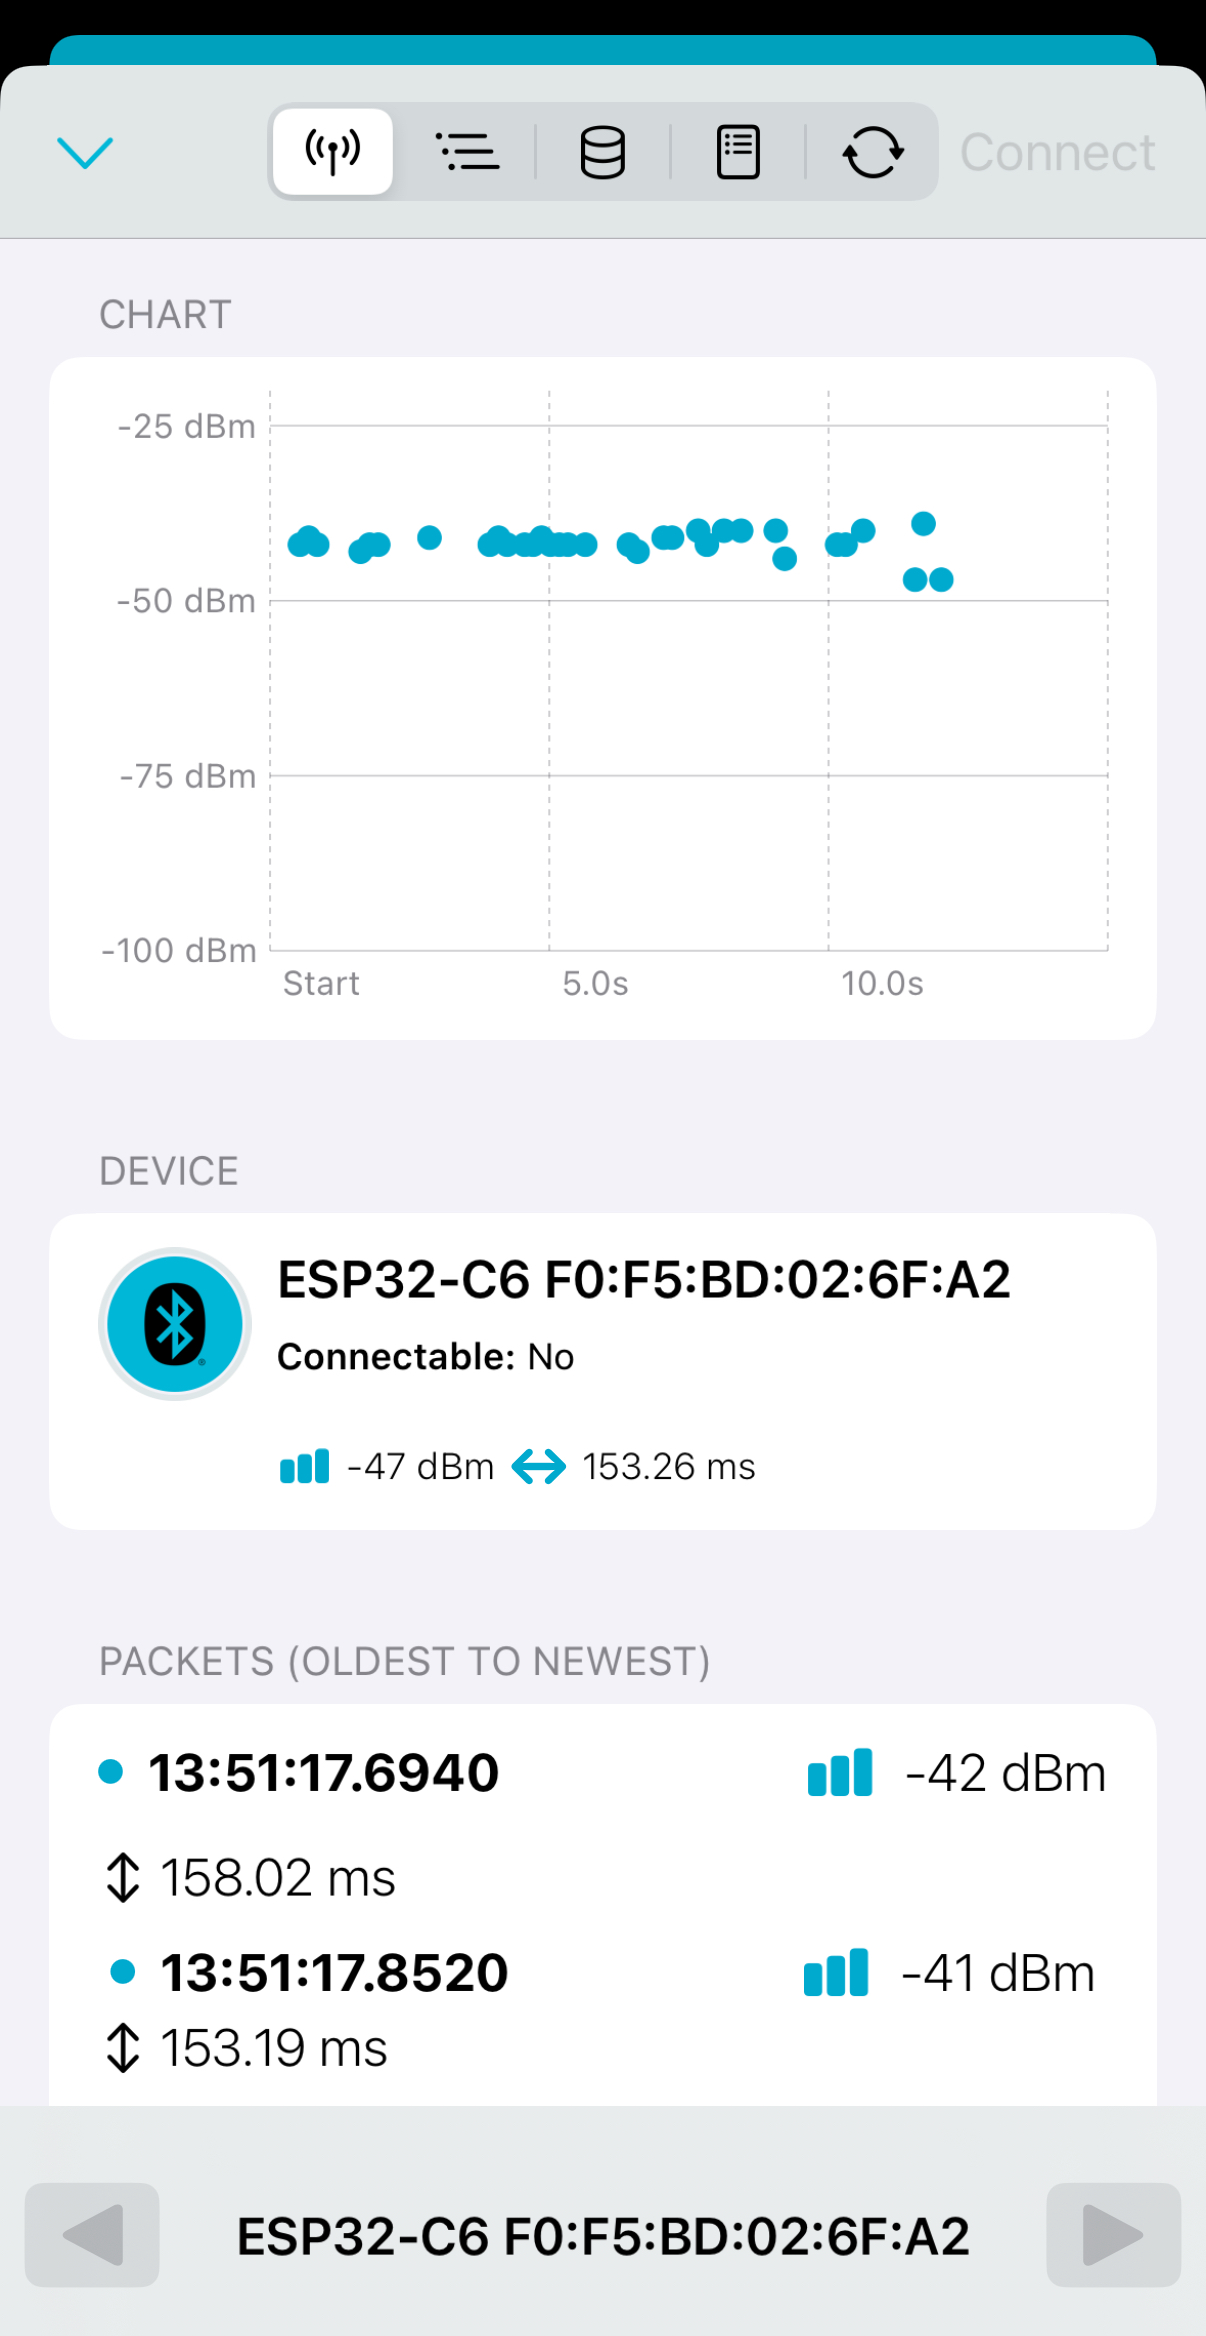 Connect
CHART
-25 dBm
-50 dBm
-75 dBm
-100 dBm
Start 5.0s 10.0s
DEVICE
ESP32-C6 F0:F5:BD:02:6F:A2
Connectable: No
-47 dBm 153.26 ms
PACKETS (OLDEST TO NEWEST)
13:51:17.6940 -42 dBm
158.02 ms
13:51:17.8520 -41 dBm
153.19 ms
ESP32-C6 F0:F5:BD:02:6F:A2